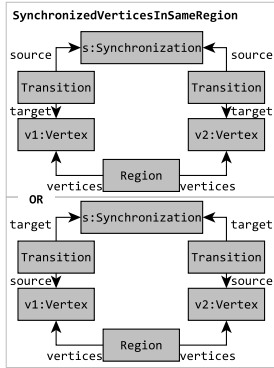 SynchronizedVerticesInSameRegion
s:Synchronization
source source
Transition Transition
target target
v1:Vertex v2:Vertex
Region
vertices vertices
OR
s:Synchronization
target target
Transition Transition
source source
v1:Vertex v2:Vertex
Region
vertices vertices